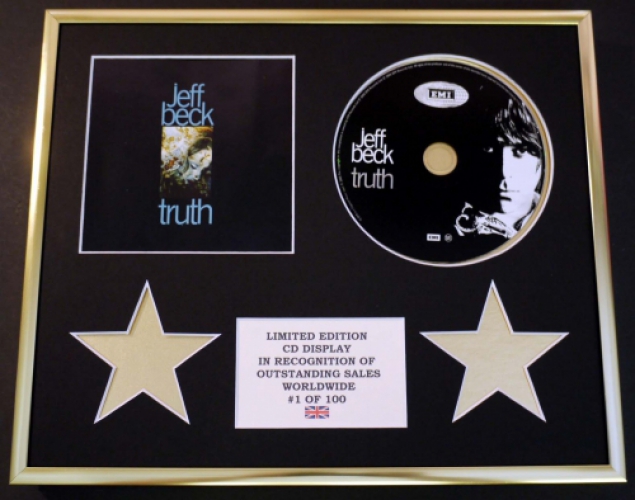 jeff
beck
truth
EMI
jeff
beck
truth
EMI
LIMITED EDITION
CD DISPLAY
IN RECOGNITION OF
OUTSTANDING SALES
WORLDWIDE
#1 OF 100